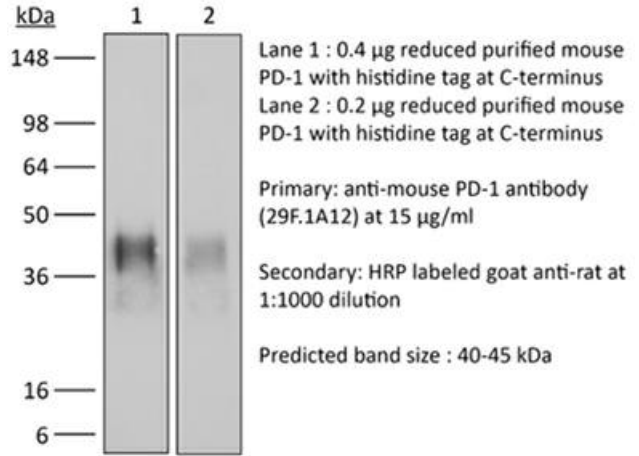 kDa
1 2
148
98
64
50
36
16
6
Lane 1 : 0.4 µg reduced purified mouse
PD-1 with histidine tag at C-terminus
Lane 2 : 0.2 µg reduced purified mouse
PD-1 with histidine tag at C-terminus
Primary: anti-mouse PD-1 antibody
(29F.1A12) at 15 µg/ml
Secondary: HRP labeled goat anti-rat at
1:1000 dilution
Predicted band size : 40-45 kDa